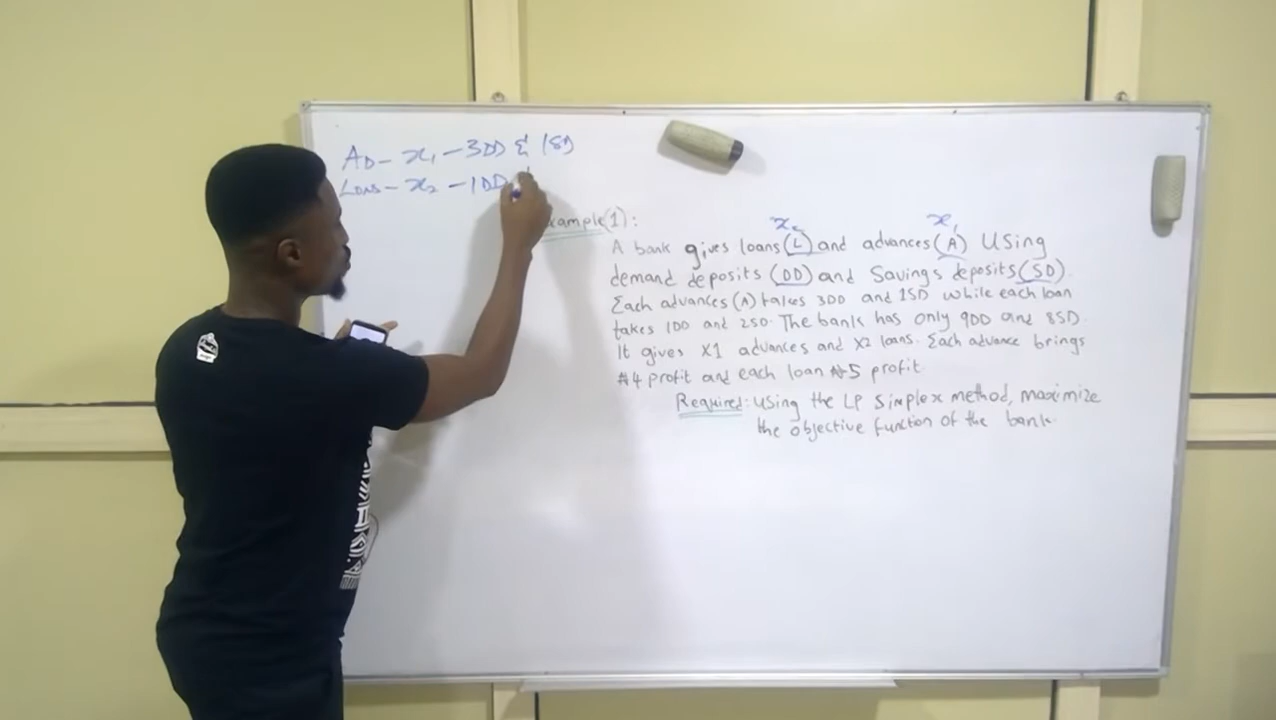 AD - x₁ - 3DD & 1SD
Loans - x₂ - 1DD
xample(1):
x₂ x₁
A bank gives loans (L) and advances (A) Using
demand deposits (DD) and Savings deposits (SD).
Each advances (A) takes 3DD and 1SD while each loan
takes 1DD and 2SD. The bank has only 9DD and 8SD.
It gives X1 advances and X2 loans. Each advance brings
₦4 profit and each loan ₦5 profit.
Required: Using the LP Simplex method, maximize
the objective function of the bank.